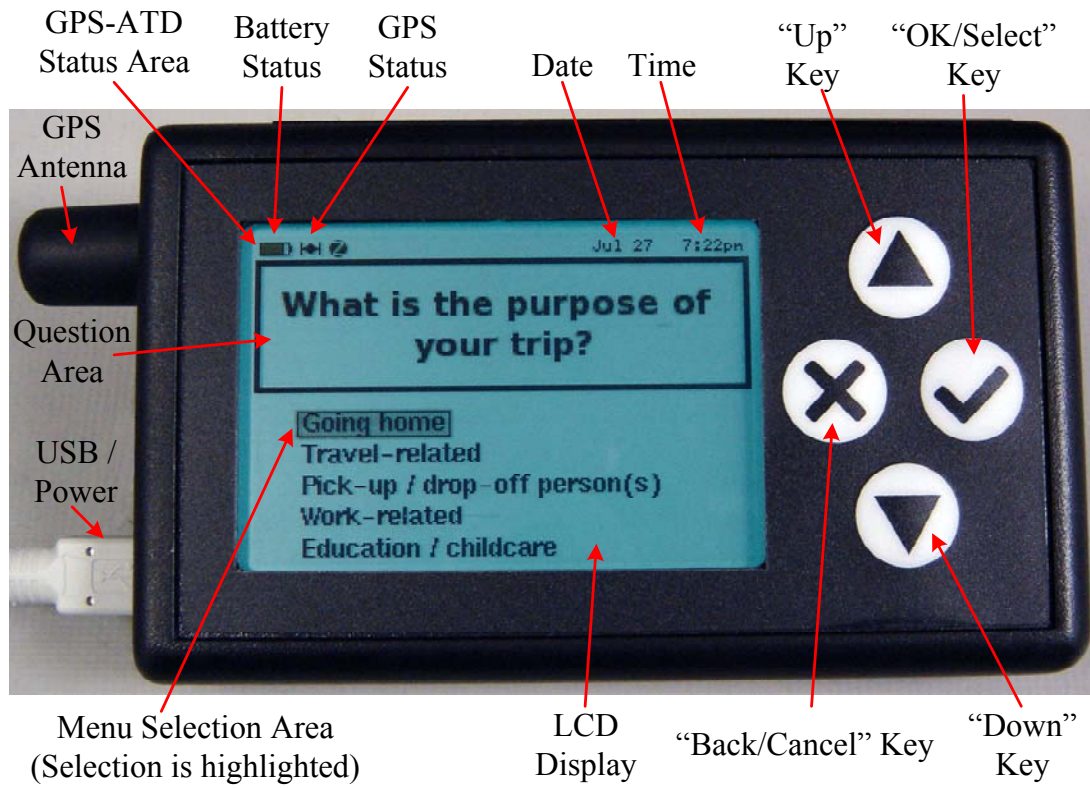 GPS-ATD
Status Area
Battery
Status
GPS
Status
Date
Time
“Up”
Key
“OK/Select”
Key
GPS
Antenna
Jul 27 7:22pm
What is the purpose of
your trip?
Question
Area
Going home
Travel-related
Pick-up / drop-off person(s)
Work-related
Education / childcare
USB /
Power
Menu Selection Area
(Selection is highlighted)
LCD
Display
“Back/Cancel” Key
“Down”
Key